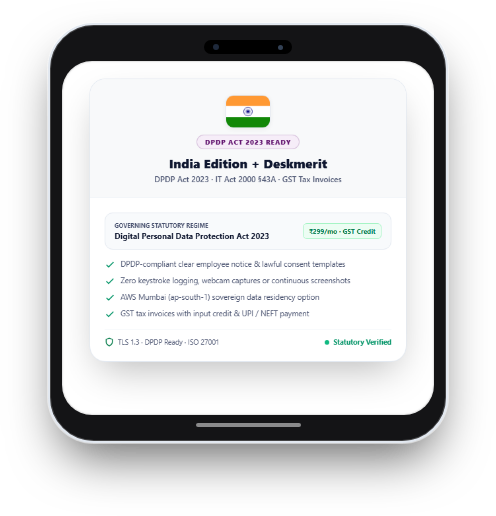 DPDP ACT 2023 READY
India Edition + Deskmerit
DPDP Act 2023 · IT Act 2000 §43A · GST Tax Invoices
GOVERNING STATUTORY REGIME
Digital Personal Data Protection Act 2023
₹299/mo · GST Credit
DPDP-compliant clear employee notice & lawful consent templates
Zero keystroke logging, webcam captures or continuous screenshots
AWS Mumbai (ap-south-1) sovereign data residency option
GST tax invoices with input credit & UPI / NEFT payment
TLS 1.3 · DPDP Ready · ISO 27001
Statutory Verified